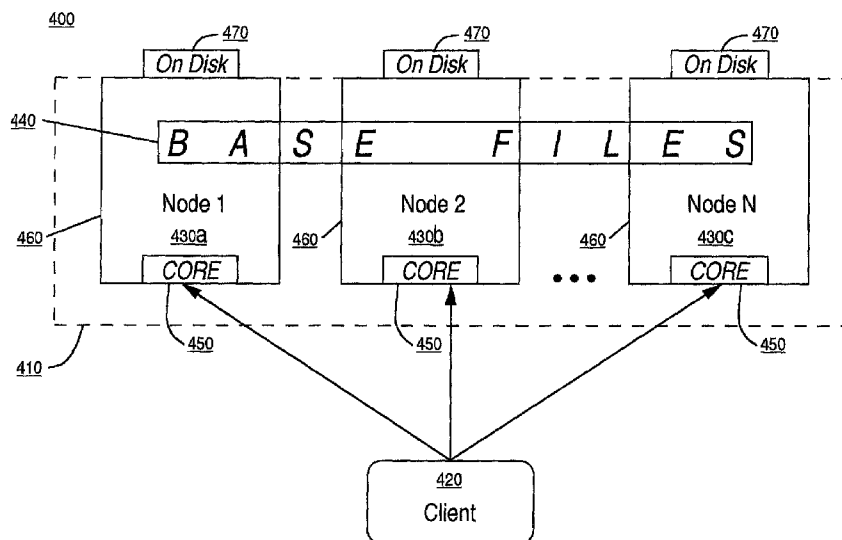 400
470 470 470
On Disk On Disk On Disk
440
B A S E F I L E S
Node 1 Node 2 Node N
460 430a 460 430b 460 430c
CORE CORE ••• CORE
450 450 450
410
420
Client